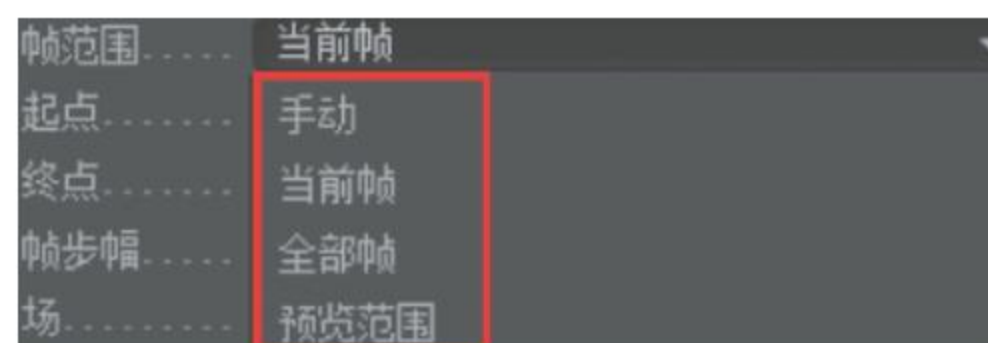 帧范围..... 当前帧
起点....... 手动
终点....... 当前帧
帧步幅..... 全部帧
场......... 预览范围